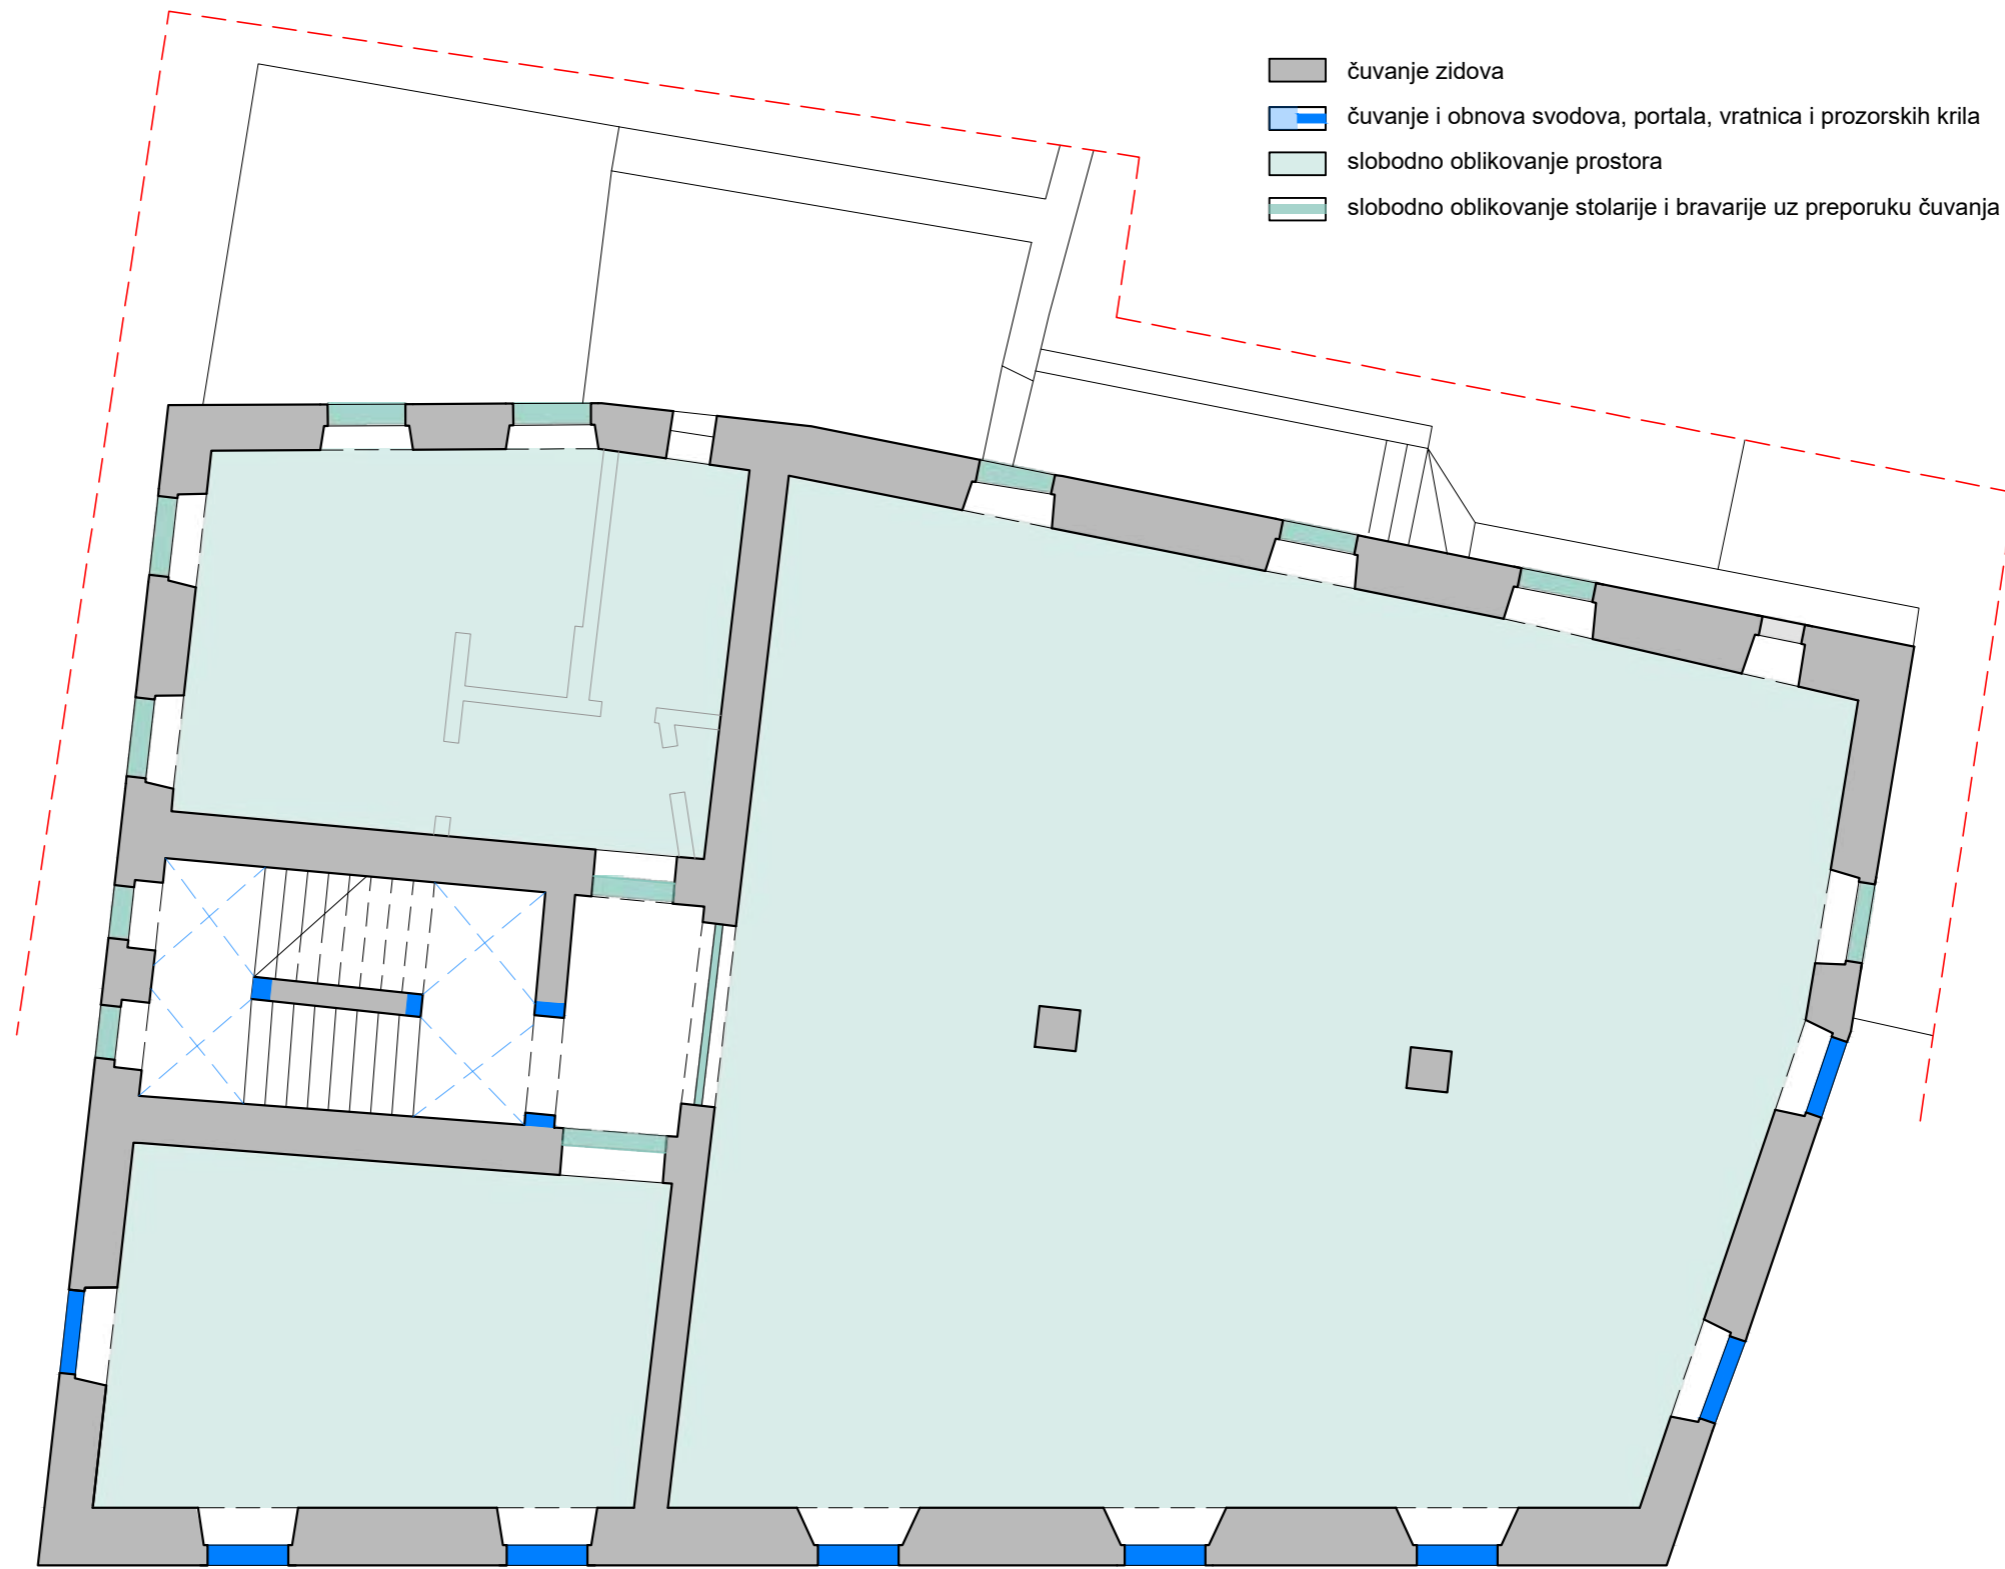 čuvanje zidova
čuvanje i obnova svodova, portala, vratnica i prozorskih krila
slobodno oblikovanje prostora
slobodno oblikovanje stolarije i bravarije uz preporuku čuvanja